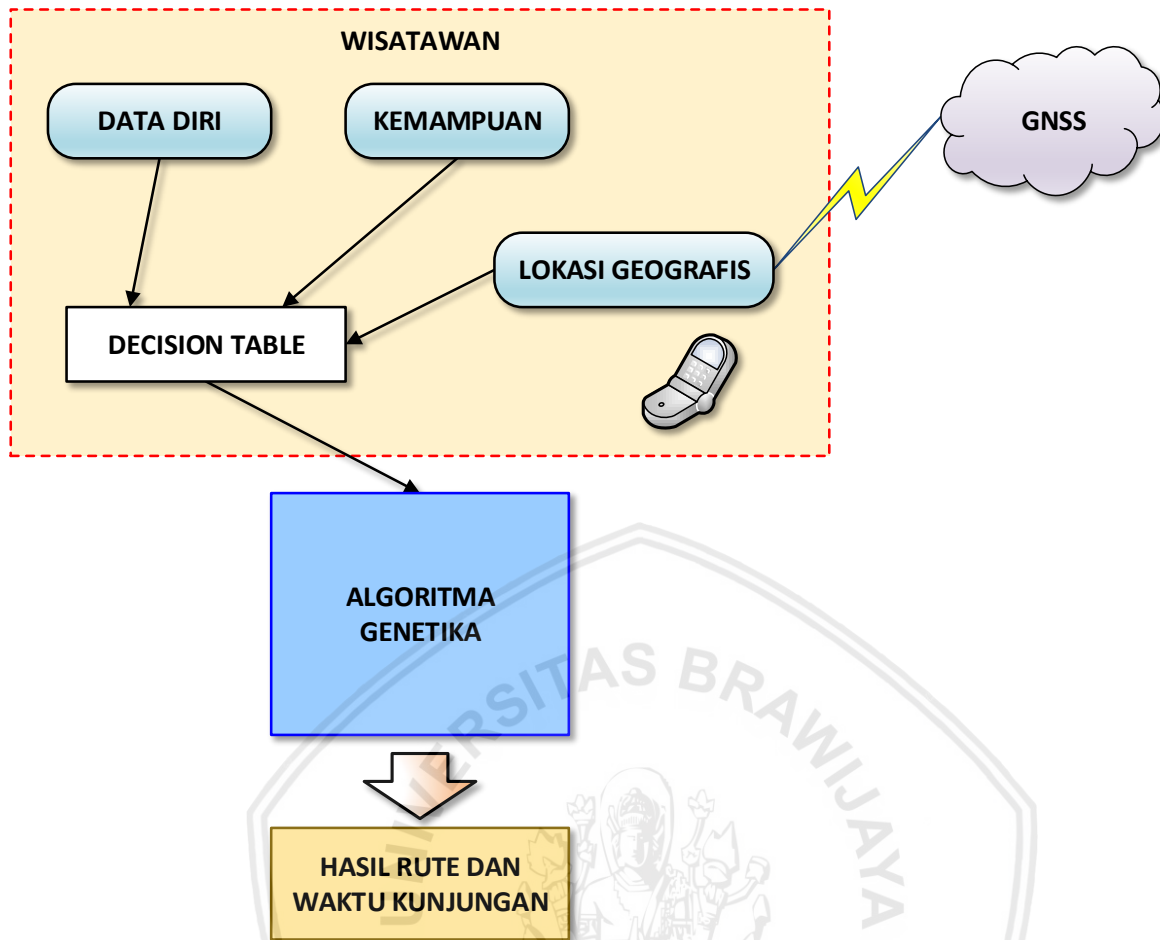 WISATAWAN
DATA DIRI
KEMAMPUAN
GNSS
LOKASI GEOGRAFIS
DECISION TABLE
ALGORITMA
GENETIKA
UNIVERSITAS BRAWIJAYA
HASIL RUTE DAN
WAKTU KUNJUNGAN